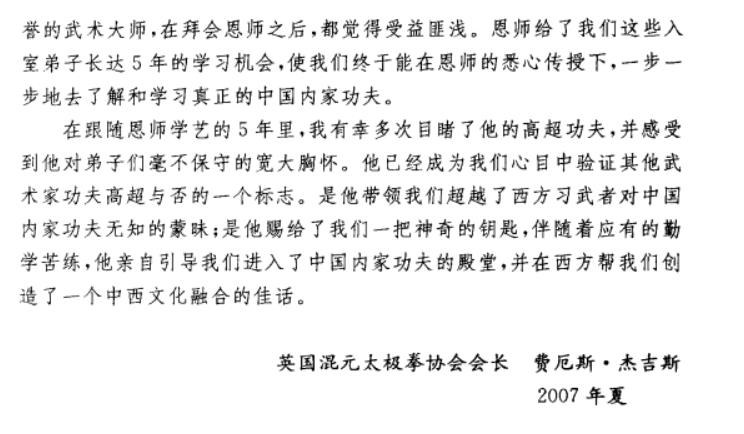 誉的武术大师,在拜会恩师之后,都觉得受益匪浅。恩师给了我们这些入
室弟子长达 5 年的学习机会,使我们终于能在恩师的悉心传授下,一步一
步地去了解和学习真正的中国内家功夫。
在跟随恩师学艺的 5 年里,我有幸多次目睹了他的高超功夫,并感受
到他对弟子们毫不保守的宽大胸怀。他已经成为我们心目中验证其他武
术家功夫高超与否的一个标志。是他带领我们超越了西方习武者对中国
内家功夫无知的蒙昧;是他赐给了我们一把神奇的钥匙,伴随着应有的勤
学苦练,他亲自引导我们进入了中国内家功夫的殿堂,并在西方帮我们创
造了一个中西文化融合的佳话。
英国混元太极拳协会会长 费厄斯·杰吉斯
2007 年夏